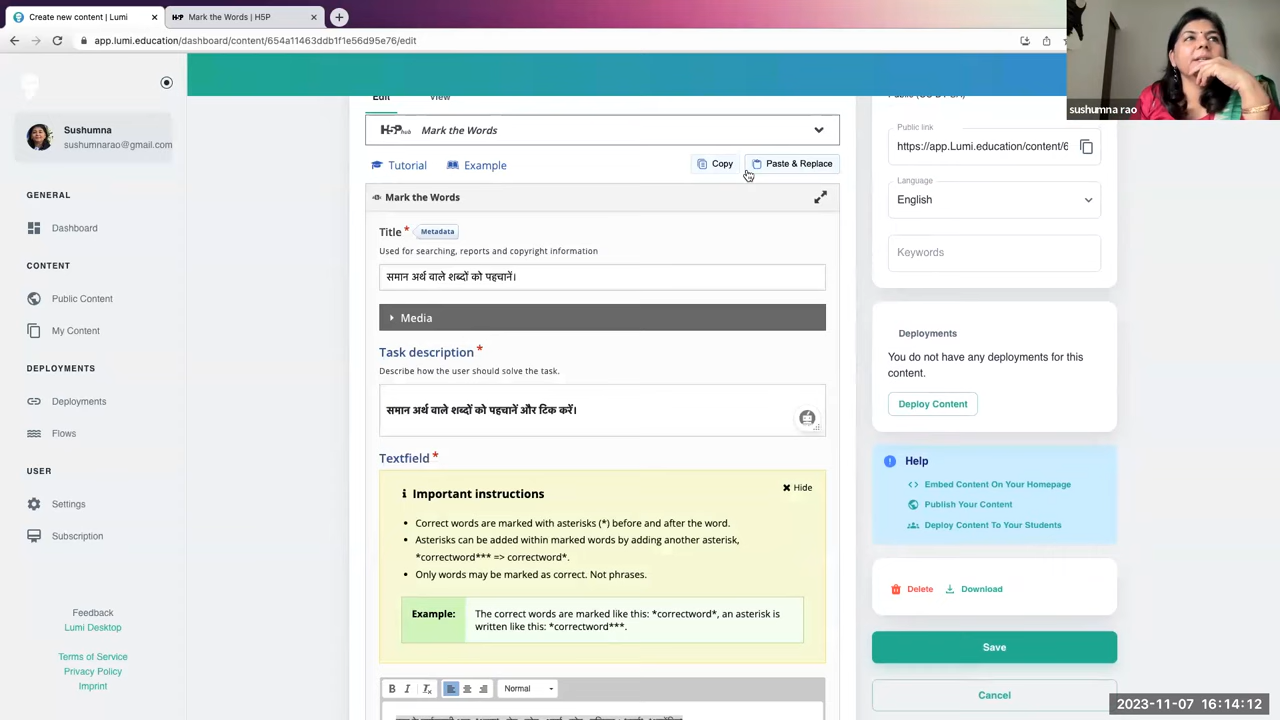 Create new content | Lumi
Mark the Words | H5P
app.lumi.education/dashboard/content/654a11463ddb1f1e56d95e76/edit
sushumna rao
Sushumna
sushumnarao@gmail.com
GENERAL
Dashboard
CONTENT
Public Content
My Content
DEPLOYMENTS
Deployments
Flows
USER
Settings
Subscription
Feedback
Lumi Desktop
Terms of Service
Privacy Policy
Imprint
Edit View
H5P hub Mark the Words
Tutorial Example Copy Paste & Replace
Mark the Words
Title * Metadata
Used for searching, reports and copyright information
समान अर्थ वाले शब्दों को पहचानें।
Media
Task description *
Describe how the user should solve the task.
समान अर्थ वाले शब्दों को पहचानें और टिक करें।
Textfield *
Important instructions Hide
Correct words are marked with asterisks (*) before and after the word.
Asterisks can be added within marked words by adding another asterisk,
*correctword*** => correctword*.
Only words may be marked as correct. Not phrases.
Example: The correct words are marked like this: *correctword*, an asterisk is
written like this: *correctword***.
B I Tx Normal
Public link
https://app.Lumi.education/content/6
Language
English
Keywords
Deployments
You do not have any deployments for this
content.
Deploy Content
Help
Embed Content On Your Homepage
Publish Your Content
Deploy Content To Your Students
Delete Download
Save
Cancel
2023-11-07 16:14:12